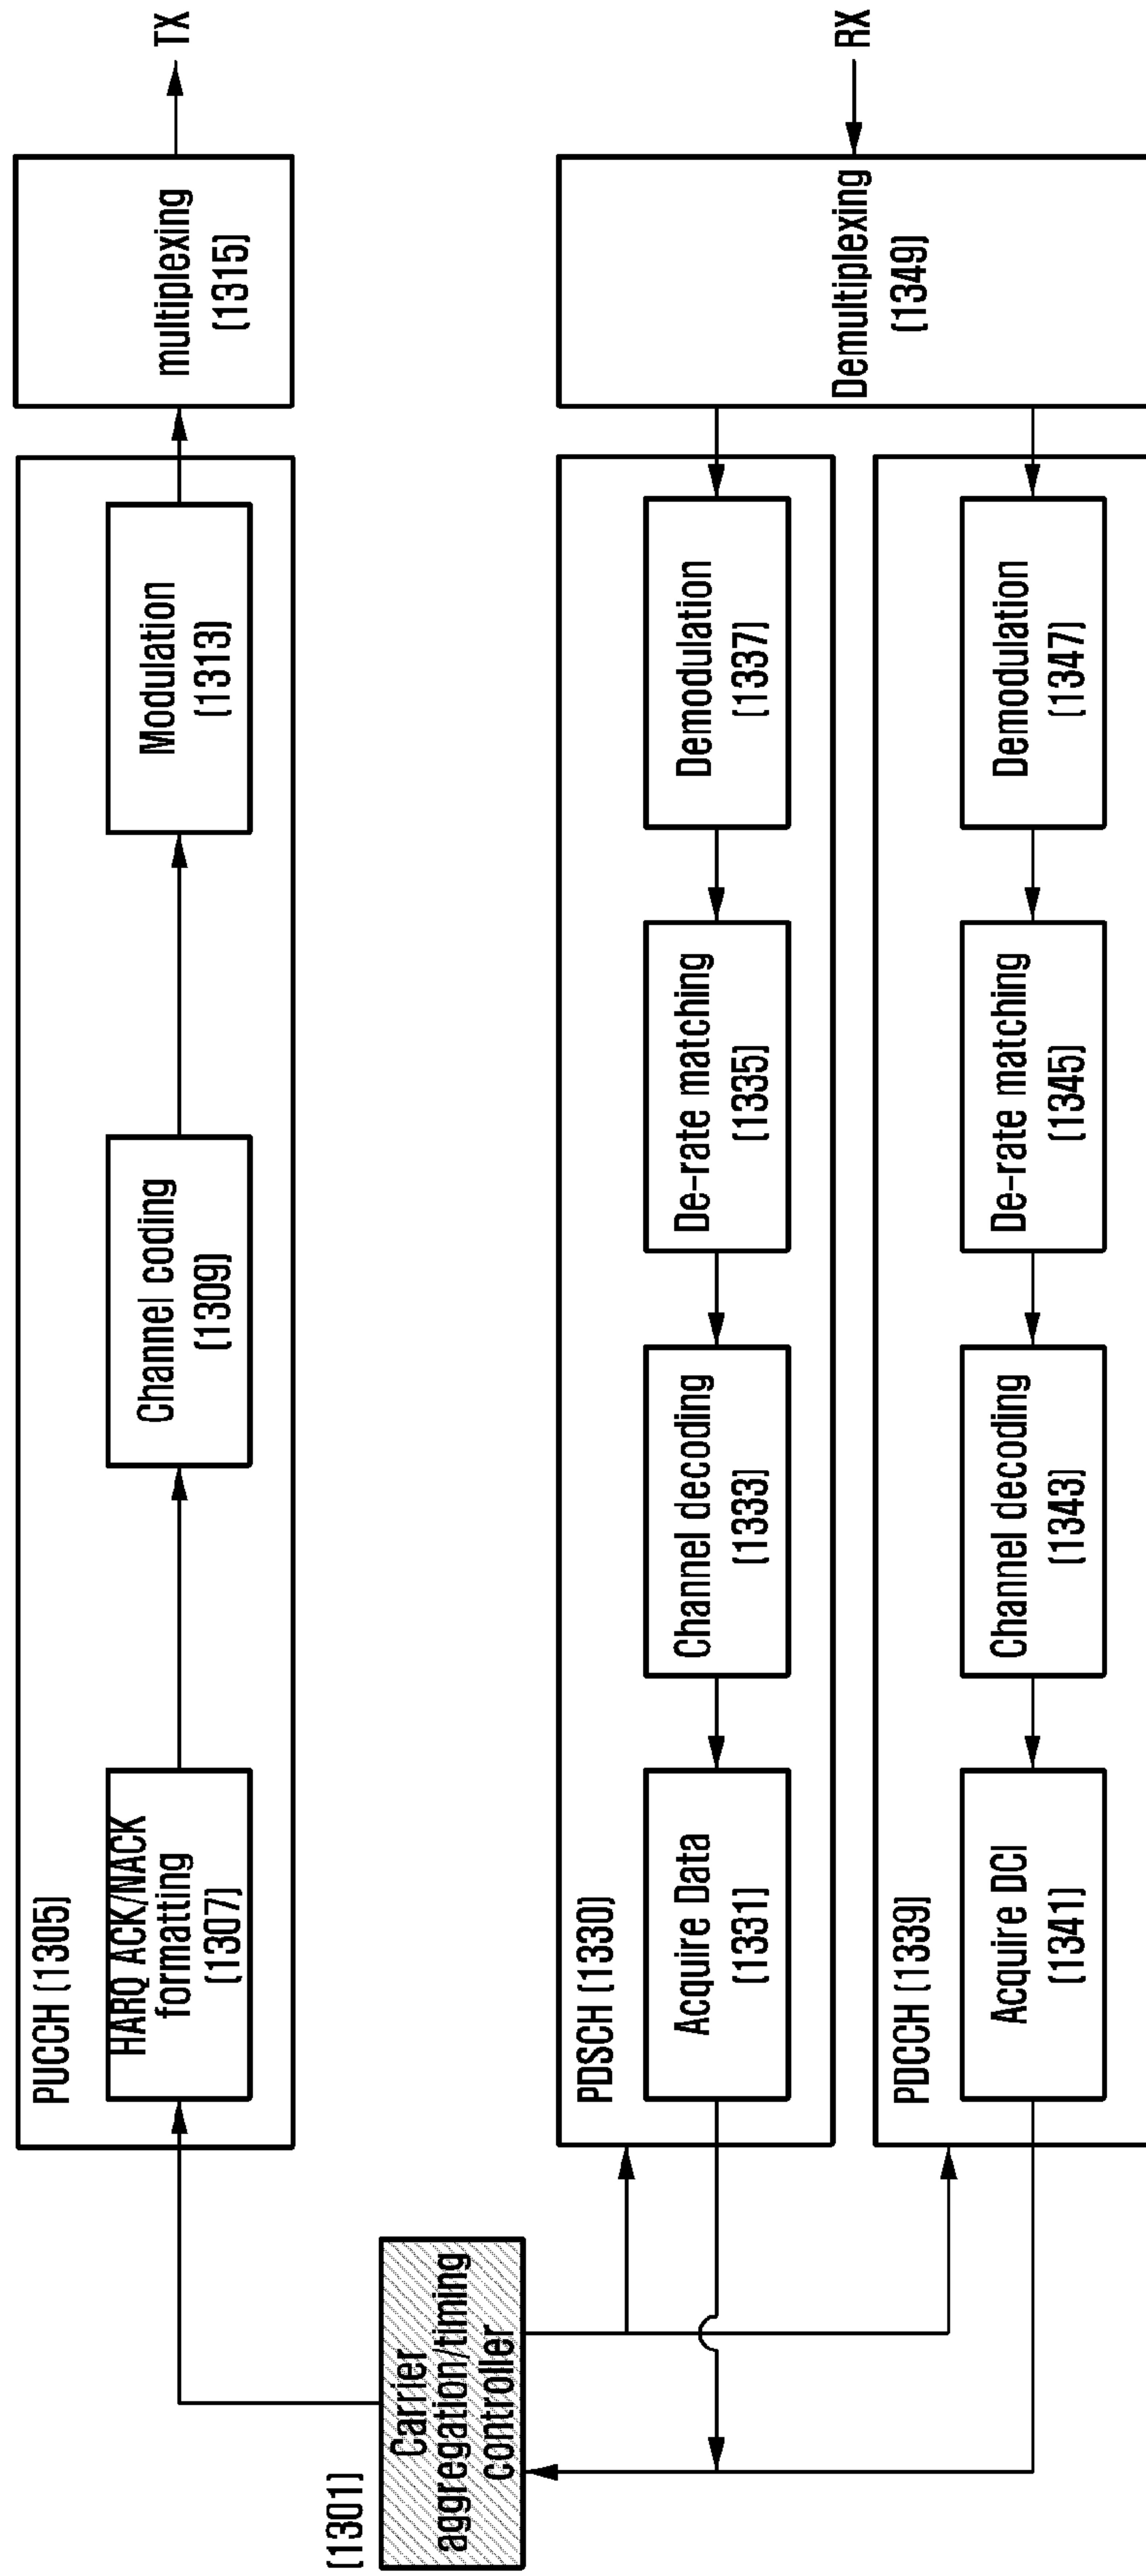 (1301)
Carrier
aggregation/timing
controller
PUCCH (1305)
HARQ ACK/NACK
formatting
(1307)
Channel coding
(1309)
Modulation
(1313)
multiplexing
(1315)
TX
PDSCH (1330)
Acquire Data
(1331)
Channel decoding
(1333)
De-rate matching
(1335)
Demodulation
(1337)
PDCCH (1339)
Acquire DCI
(1341)
Channel decoding
(1343)
De-rate matching
(1345)
Demodulation
(1347)
Demultiplexing
(1349)
RX